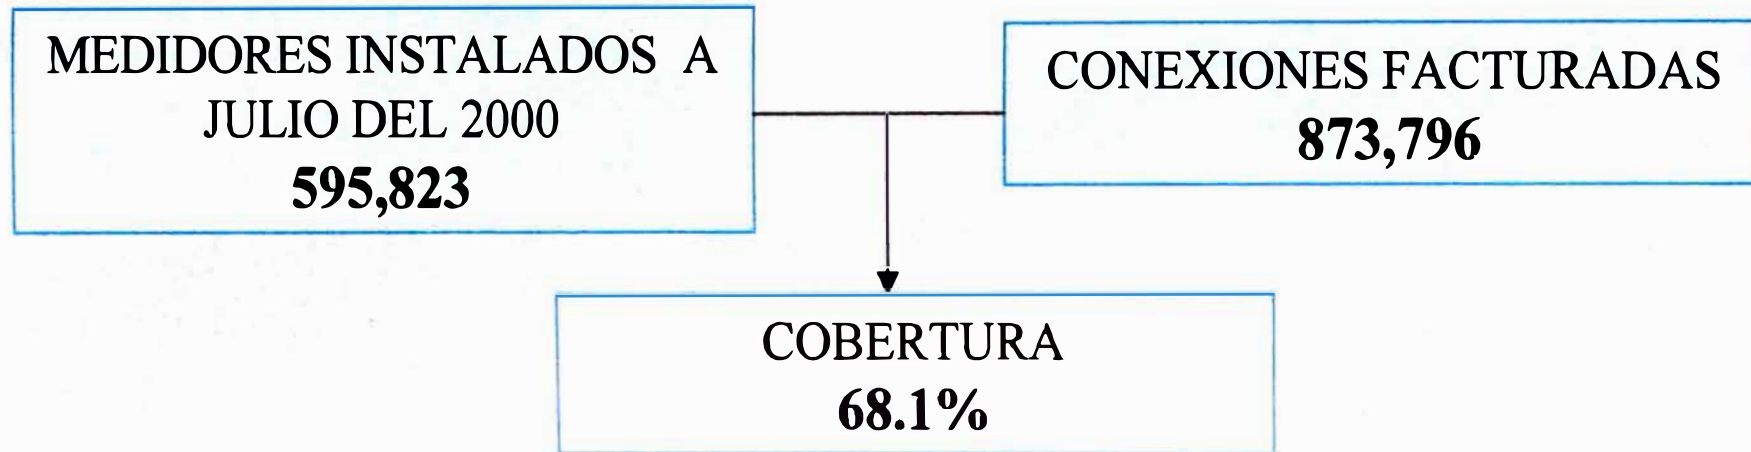 MEDIDORES INSTALADOS A
JULIO DEL 2000
595,823
CONEXIONES FACTURADAS
873,796
COBERTURA
68.1%